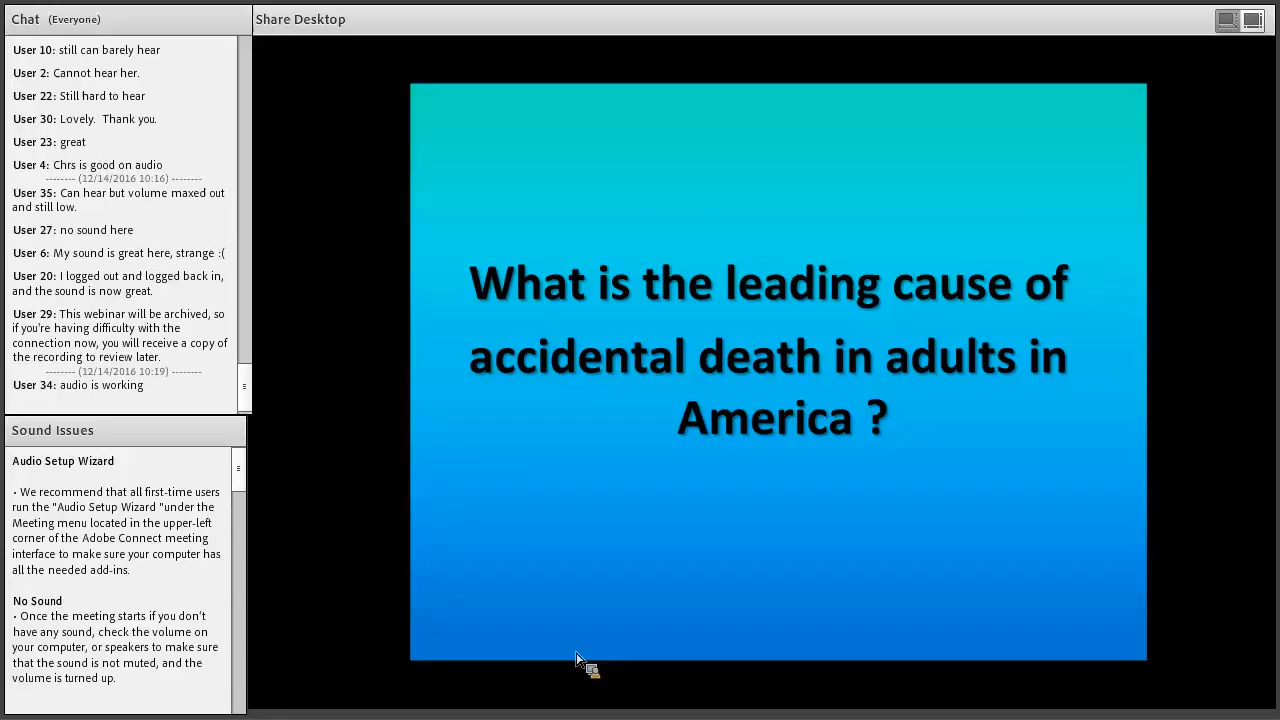 Chat (Everyone)
User 10: still can barely hear
User 2: Cannot hear her.
User 22: Still hard to hear
User 30: Lovely.  Thank you.
User 23: great
User 4: Chrs is good on audio
-------- (12/14/2016 10:16) --------
User 35: Can hear but volume maxed out
and still low.
User 27: no sound here
User 6: My sound is great here, strange :(
User 20: I logged out and logged back in,
and the sound is now great.
User 29: This webinar will be archived, so
if you're having difficulty with the
connection now, you will receive a copy of
the recording to review later.
-------- (12/14/2016 10:19) --------
User 34: audio is working
Sound Issues
Audio Setup Wizard
• We recommend that all first-time users
run the "Audio Setup Wizard "under the
Meeting menu located in the upper-left
corner of the Adobe Connect meeting
interface to make sure your computer has
all the needed add-ins.
No Sound
• Once the meeting starts if you don't
have any sound, check the volume on
your computer, or speakers to make sure
that the sound is not muted, and the
volume is turned up.
Share Desktop
What is the leading cause of
accidental death in adults in
America ?